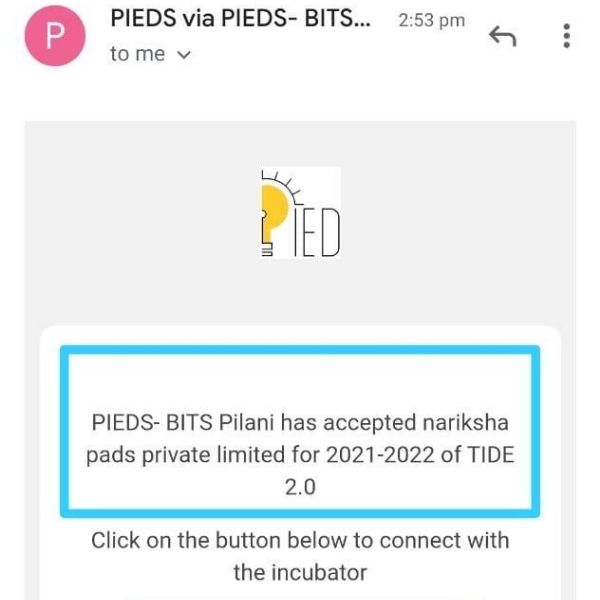 P
PIEDS via PIEDS- BITS... 2:53 pm
to me
PIED
PIEDS- BITS Pilani has accepted nariksha
pads private limited for 2021-2022 of TIDE
2.0
Click on the button below to connect with
the incubator